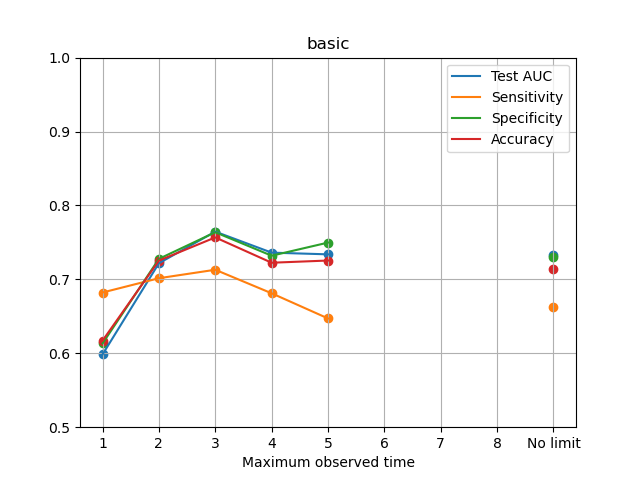 basic
1.0
0.9
0.8
0.7
0.6
0.5
Test AUC
Sensitivity
Specificity
Accuracy
1 2 3 4 5 6 7 8 No limit
Maximum observed time